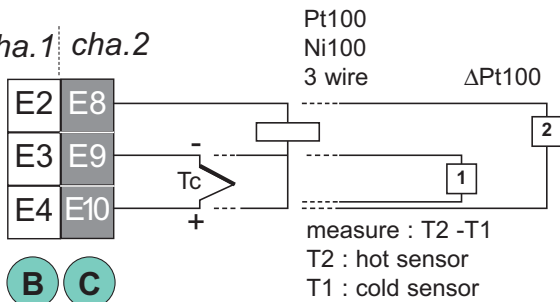 Pt100
Ni100
3 wire
ha.1 cha.2
ΔPt100
E2 E8
2
E3 E9
-
Tc
1
E4 E10
+
measure : T2 -T1
T2 : hot sensor
T1 : cold sensor
B C